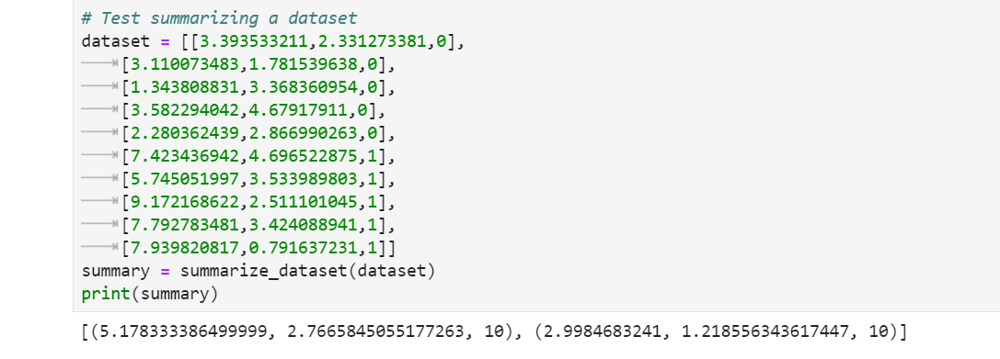 # Test summarizing a dataset
dataset = [[3.393533211,2.331273381,0],
[3.110073483,1.781539638,0],
[1.343808831,3.368360954,0],
[3.582294042,4.67917911,0],
[2.280362439,2.866990263,0],
[7.423436942,4.696522875,1],
[5.745051997,3.533989803,1],
[9.172168622,2.511101045,1],
[7.792783481,3.424088941,1],
[7.939820817,0.791637231,1]]
summary = summarize_dataset(dataset)
print(summary)
[(5.178333386499999, 2.7665845055177263, 10), (2.9984683241, 1.218556343617447, 10)]